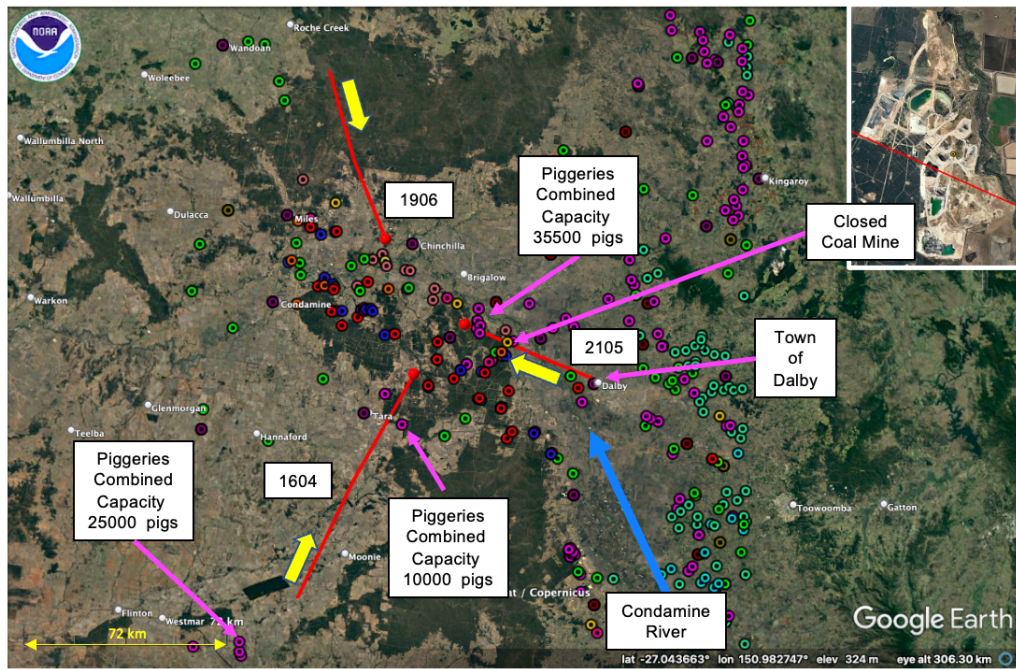 NOAA
Roche Creek
Wandoan
Woleebee
Wallumbilla North
Wallumbilla
Dulacca
Miles
1906
Chinchilla
Piggeries
Combined
Capacity
35500 pigs
Kingaroy
Closed
Coal Mine
Brigalow
Warkon
Condamine
2105
Town
of
Dalby
Dalby
Glenmorgan
Tara
Teelba
Hannaford
Piggeries
Combined
Capacity
25000 pigs
1604
Piggeries
Combined
Capacity
10000 pigs
Toowoomba
Gatton
Moonie
nt / Copernicus
Condamine
River
Google Earth
Flinton
Westmar
72 km
72 km
lat -27.043663° lon 150.982747° elev 324 m eye alt 306.30 km